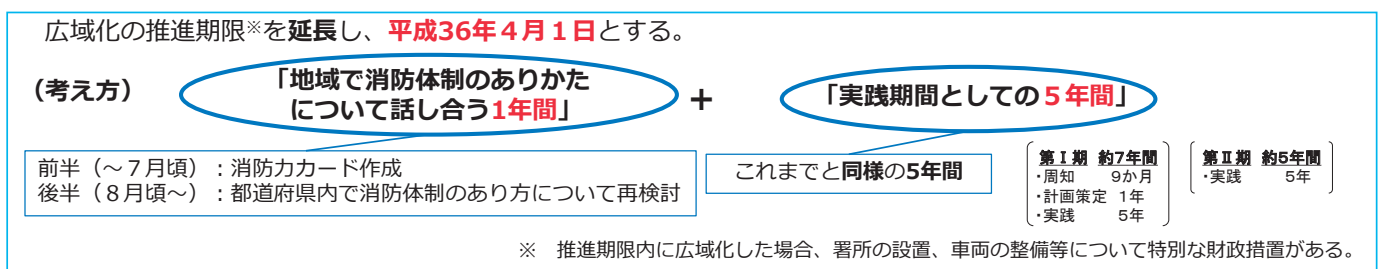 広域化の推進期限※を延長し、平成36年４月１日とする。
（考え方）
「地域で消防体制のありかた
について話し合う1年間」
＋
「実践期間としての５年間」
前半（～７月頃）：消防力カード作成
後半（８月頃～）：都道府県内で消防体制のあり方について再検討
これまでと同様の5年間
第Ⅰ期 約7年間
・周知 9か月
・計画策定 1年
・実践 5年
第Ⅱ期 約5年間
・実践 5年
※ 推進期限内に広域化した場合、署所の設置、車両の整備等について特別な財政措置がある。